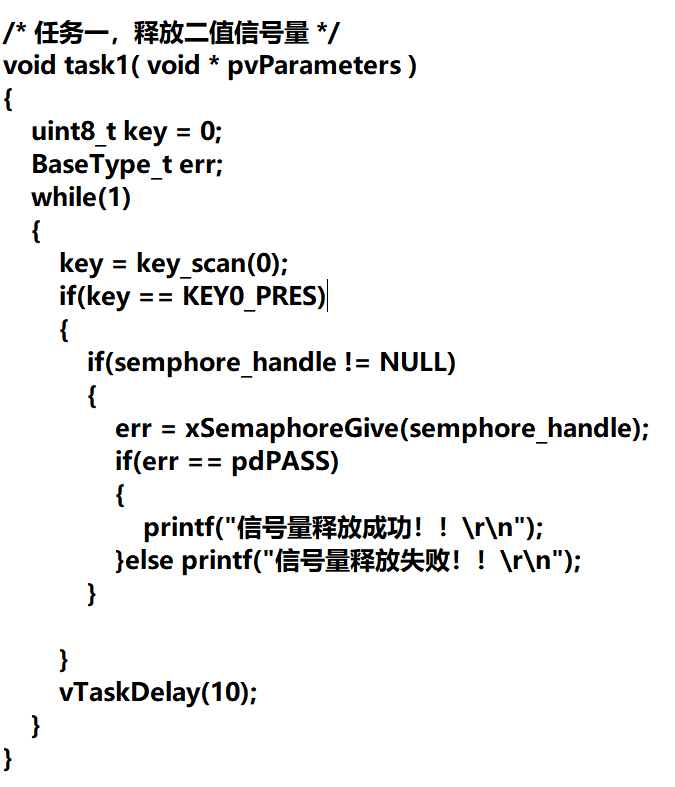 /* 任务一，释放二值信号量 */
void task1( void * pvParameters )
{
    uint8_t key = 0;
    BaseType_t err;
    while(1)
    {
        key = key_scan(0);
        if(key == KEY0_PRES)
        {
            if(semphore_handle != NULL)
            {
                err = xSemaphoreGive(semphore_handle);
                if(err == pdPASS)
                {
                    printf("信号量释放成功！！\r\n");
                }else printf("信号量释放失败！！\r\n");
            }
        }
        vTaskDelay(10);
    }
}